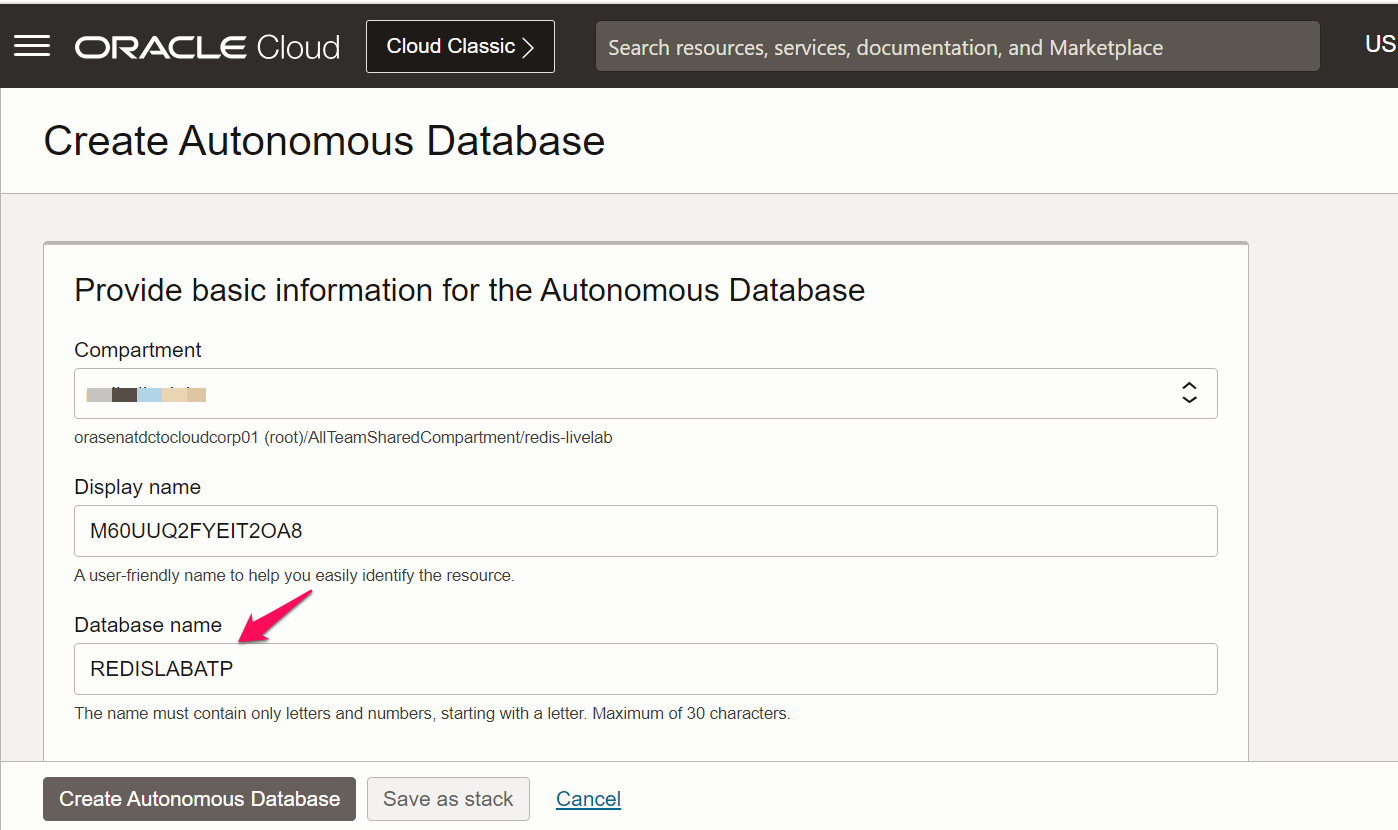 ORACLE Cloud
Cloud Classic
Search resources, services, documentation, and Marketplace
US
Create Autonomous Database
Provide basic information for the Autonomous Database
Compartment
orasenatdctocloudcorp01 (root)/AllTeamSharedCompartment/redis-livelab
Display name
M60UUQ2FYEIT2OA8
A user-friendly name to help you easily identify the resource.
Database name
REDISLABATP
The name must contain only letters and numbers, starting with a letter. Maximum of 30 characters.
Create Autonomous Database
Save as stack
Cancel